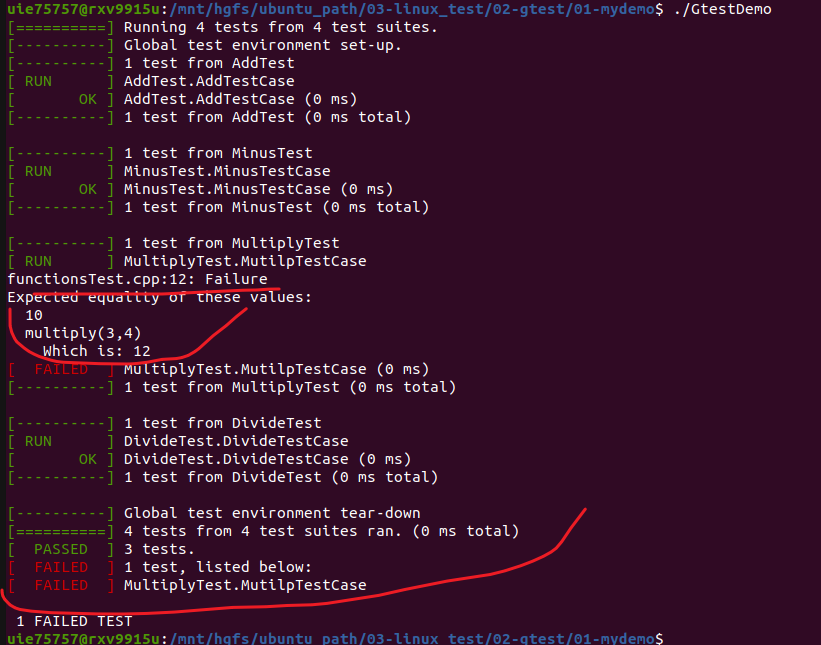 uie75757@rxv9915u:/mnt/hgfs/ubuntu_path/03-linux_test/02-gtest/01-mydemo$ ./GtestDemo
[==========] Running 4 tests from 4 test suites.
[----------] Global test environment set-up.
[----------] 1 test from AddTest
[ RUN      ] AddTest.AddTestCase
[       OK ] AddTest.AddTestCase (0 ms)
[----------] 1 test from AddTest (0 ms total)

[----------] 1 test from MinusTest
[ RUN      ] MinusTest.MinusTestCase
[       OK ] MinusTest.MinusTestCase (0 ms)
[----------] 1 test from MinusTest (0 ms total)

[----------] 1 test from MultiplyTest
[ RUN      ] MultiplyTest.MutilpTestCase
functionsTest.cpp:12: Failure
Expected equality of these values:
  10
  multiply(3,4)
    Which is: 12
[  FAILED  ] MultiplyTest.MutilpTestCase (0 ms)
[----------] 1 test from MultiplyTest (0 ms total)

[----------] 1 test from DivideTest
[ RUN      ] DivideTest.DivideTestCase
[       OK ] DivideTest.DivideTestCase (0 ms)
[----------] 1 test from DivideTest (0 ms total)

[----------] Global test environment tear-down
[==========] 4 tests from 4 test suites ran. (0 ms total)
[  PASSED  ] 3 tests.
[  FAILED  ] 1 test, listed below:
[  FAILED  ] MultiplyTest.MutilpTestCase

 1 FAILED TEST
uie75757@rxv9915u:/mnt/hgfs/ubuntu_path/03-linux_test/02-gtest/01-mydemo$